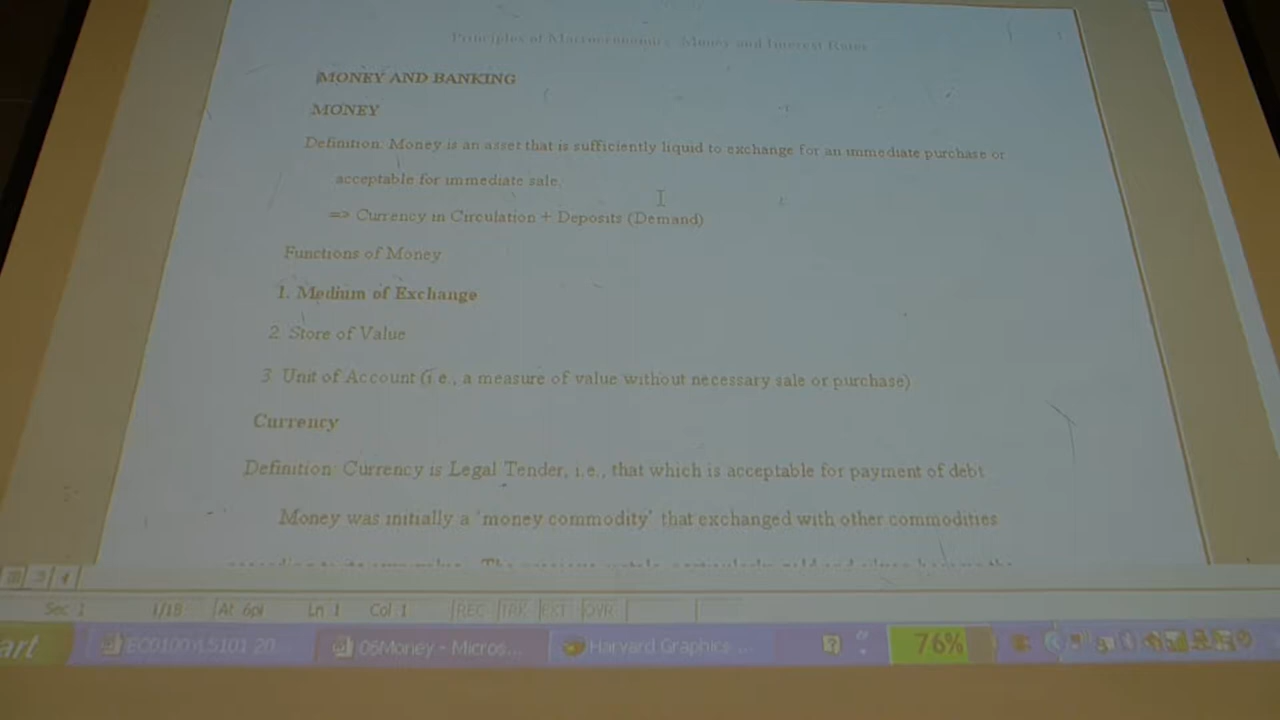 Principles of Macroeconomics: Money and Interest Rates
MONEY AND BANKING
MONEY
Definition: Money is an asset that is sufficiently liquid to exchange for an immediate purchase or
acceptable for immediate sale.
=> Currency in Circulation + Deposits (Demand)
Functions of Money
1. Medium of Exchange
2. Store of Value
3. Unit of Account (i.e., a measure of value without necessary sale or purchase)
Currency
Definition: Currency is Legal Tender, i.e., that which is acceptable for payment of debt
Money was initially a 'money commodity' that exchanged with other commodities
Sec 1 1/18 At 6pi Ln 1 Col 1 REC TRK EXT OVR
art 06Money - Micros... Harvard Graphics ... 76%